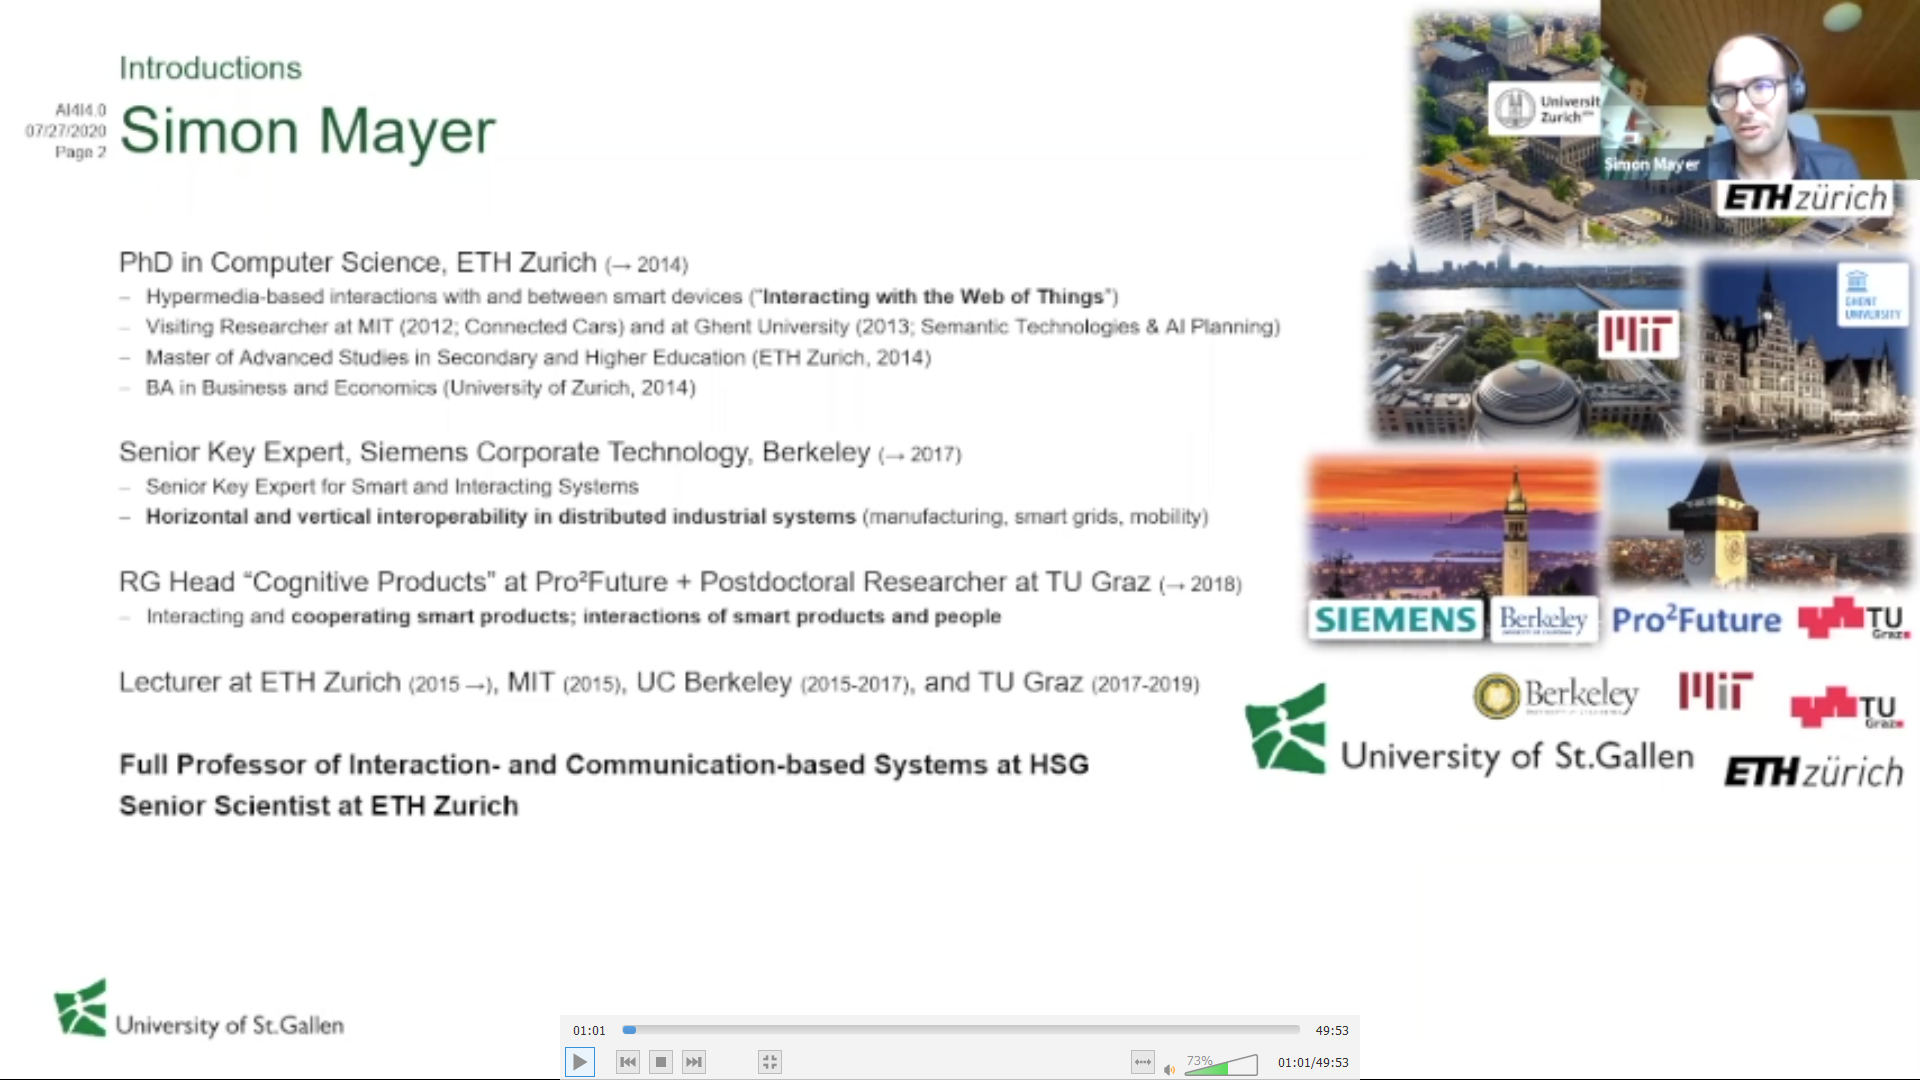 Introductions
AI4I4.0
07/27/2020
Page 2
Simon Mayer
PhD in Computer Science, ETH Zurich (→ 2014)
– Hypermedia-based interactions with and between smart devices ("Interacting with the Web of Things")
– Visiting Researcher at MIT (2012; Connected Cars) and at Ghent University (2013; Semantic Technologies & AI Planning)
– Master of Advanced Studies in Secondary and Higher Education (ETH Zurich, 2014)
– BA in Business and Economics (University of Zurich, 2014)
Senior Key Expert, Siemens Corporate Technology, Berkeley (→ 2017)
– Senior Key Expert for Smart and Interacting Systems
– Horizontal and vertical interoperability in distributed industrial systems (manufacturing, smart grids, mobility)
RG Head “Cognitive Products” at Pro²Future + Postdoctoral Researcher at TU Graz (→ 2018)
– Interacting and cooperating smart products; interactions of smart products and people
Lecturer at ETH Zurich (2015 →), MIT (2015), UC Berkeley (2015-2017), and TU Graz (2017-2019)
Full Professor of Interaction- and Communication-based Systems at HSG
Senior Scientist at ETH Zurich
Universit
Zurich
Simon Mayer
ETH zürich
MIT
GHENT
UNIVERSITY
SIEMENS
Berkeley
Pro²Future
TU
Graz
Berkeley
MIT
TU
Graz
University of St.Gallen
ETH zürich
University of St.Gallen
01:01
49:53
73%
01:01/49:53